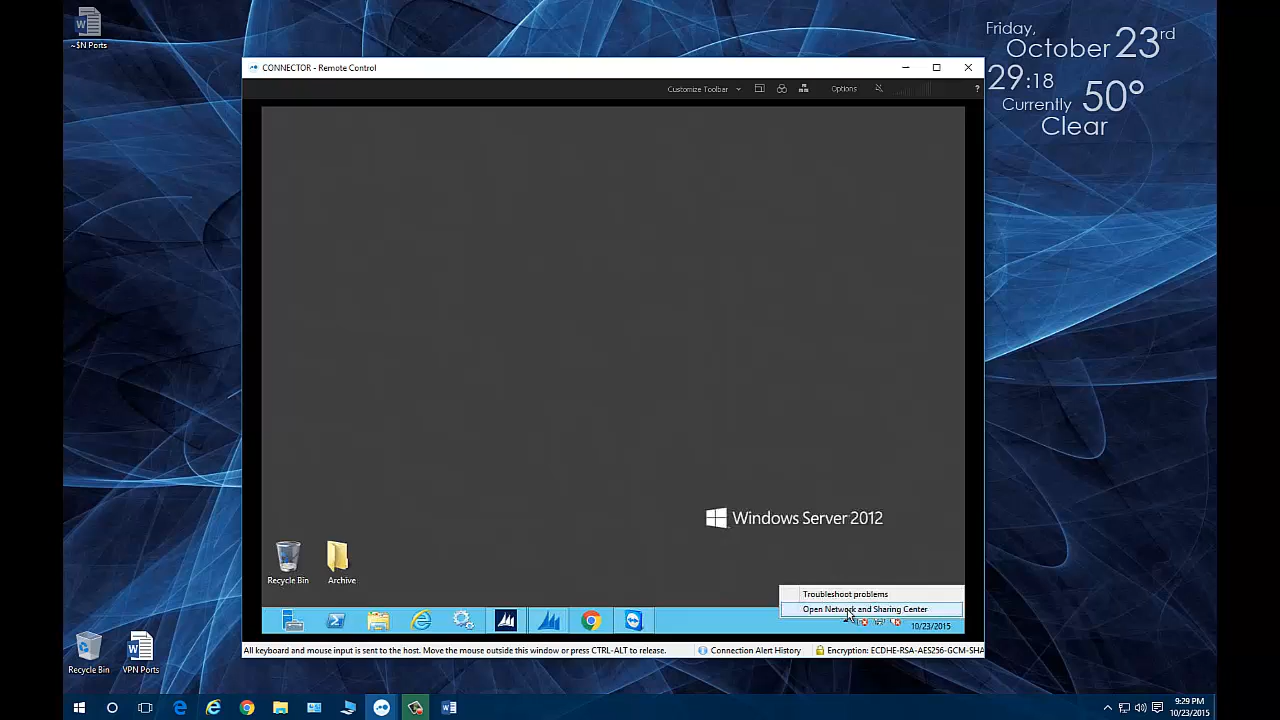 ~$N Ports
Friday,
October 23rd
29:18
Currently 50°
Clear
CONNECTOR - Remote Control
Customize Toolbar
Options
?
Windows Server 2012
Recycle Bin
Archive
Troubleshoot problems
Open Network and Sharing Center
10/23/2015
All keyboard and mouse input is sent to the host. Move the mouse outside this window or press CTRL-ALT to release.
Connection Alert History
Encryption: ECDHE-RSA-AES256-GCM-SHA
Recycle Bin
VPN Ports
9:29 PM
10/23/2015